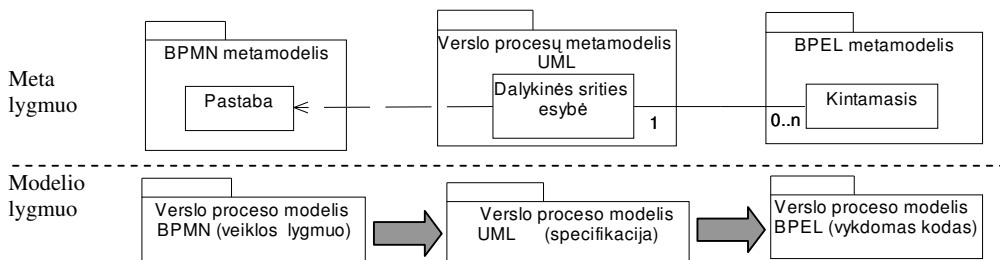 Meta
lygmuo
BPMN metamodelis
Pastaba
Verslo procesų metamodelis
UML
Dalykinės srities
esybė
1
BPEL metamodelis
Kintamasis
0..n
Modelio
lygmuo
Verslo proceso modelis
BPMN (veiklos lygmuo)
Verslo proceso modelis
UML (specifikacija)
Verslo proceso modelis
BPEL (vykdomas kodas)